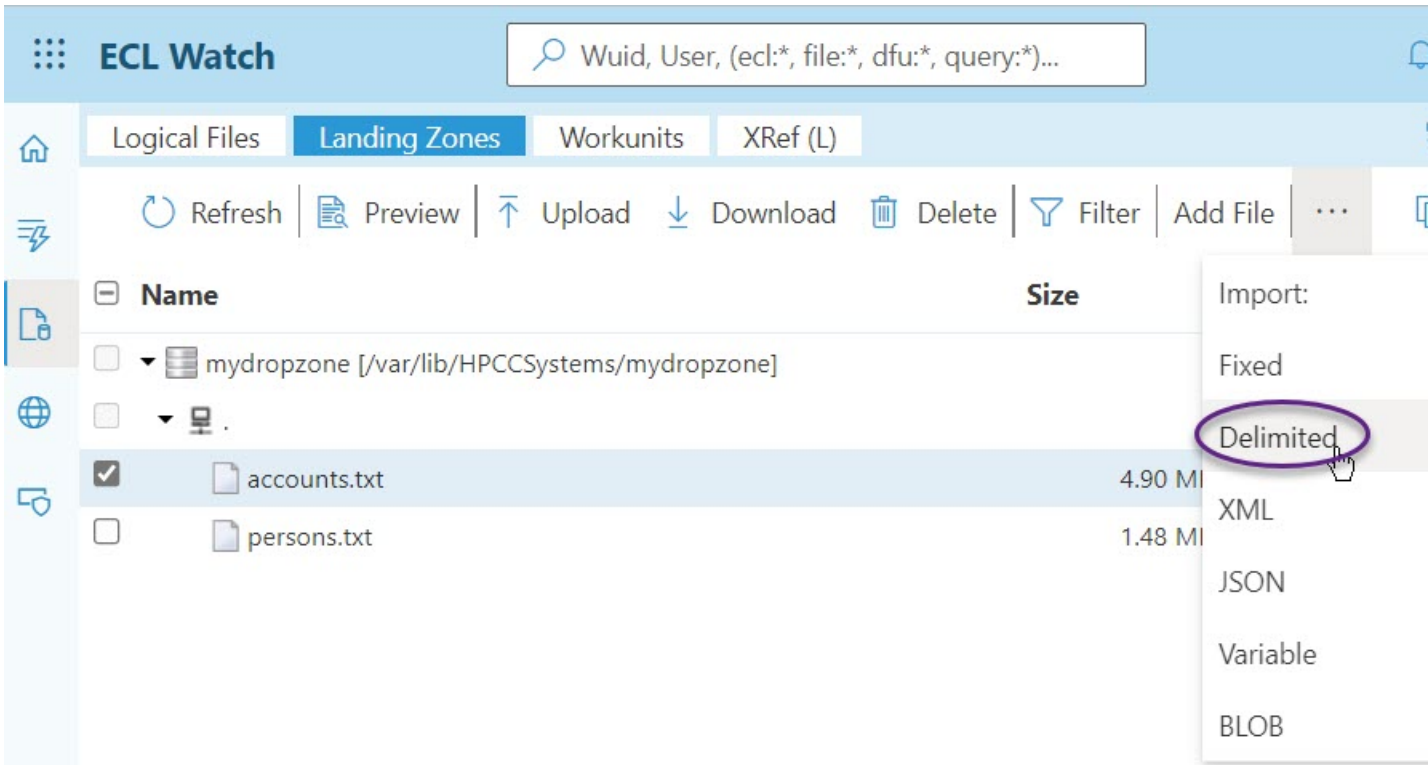 ECL Watch
Wuid, User, (ecl:*, file:*, dfu:*, query:*)...
Logical Files Landing Zones Workunits XRef (L)
Refresh Preview Upload Download Delete Filter Add File ...
Name Size
Import:
Fixed
mydropzone [/var/lib/HPCCSystems/mydropzone]
.
Delimited
accounts.txt 4.90
XML
persons.txt 1.48
JSON
Variable
BLOB